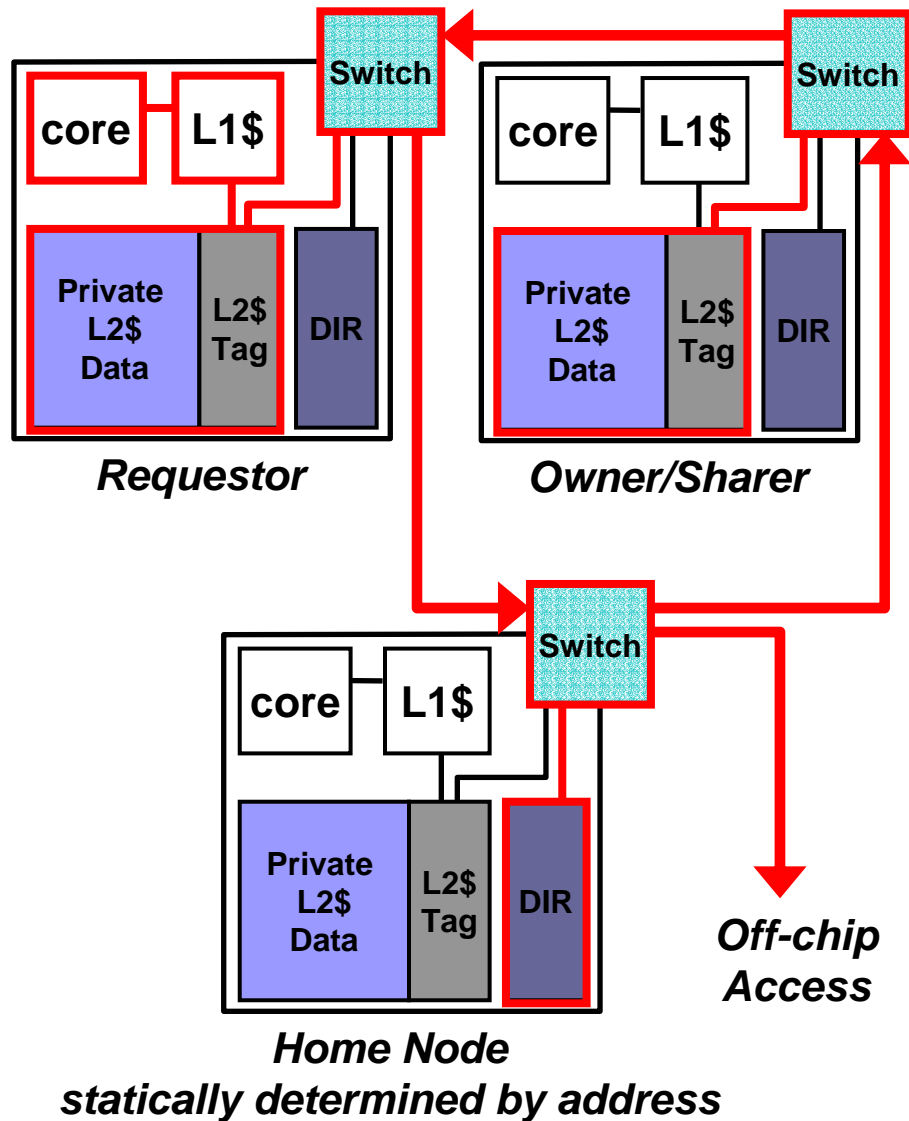 Switch
core
L1$
Private
L2$
Data
L2$
Tag
DIR
Requestor
Switch
core
L1$
Private
L2$
Data
L2$
Tag
DIR
Owner/Sharer
Switch
core
L1$
Private
L2$
Data
L2$
Tag
DIR
Off-chip
Access
Home Node
statically determined by address